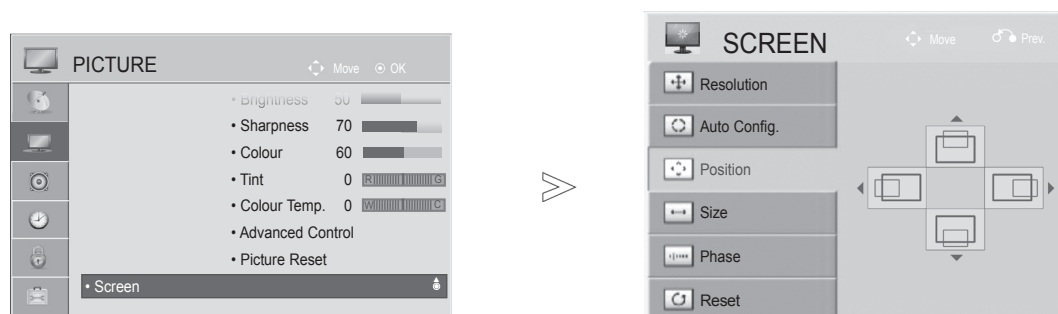 PICTURE
Move OK
• Brightness 50
• Sharpness 70
• Colour 60
• Tint 0 R G
• Colour Temp. 0 W C
• Advanced Control
• Picture Reset
• Screen
SCREEN
Move Prev.
Resolution
Auto Config.
Position
Size
Phase
Reset